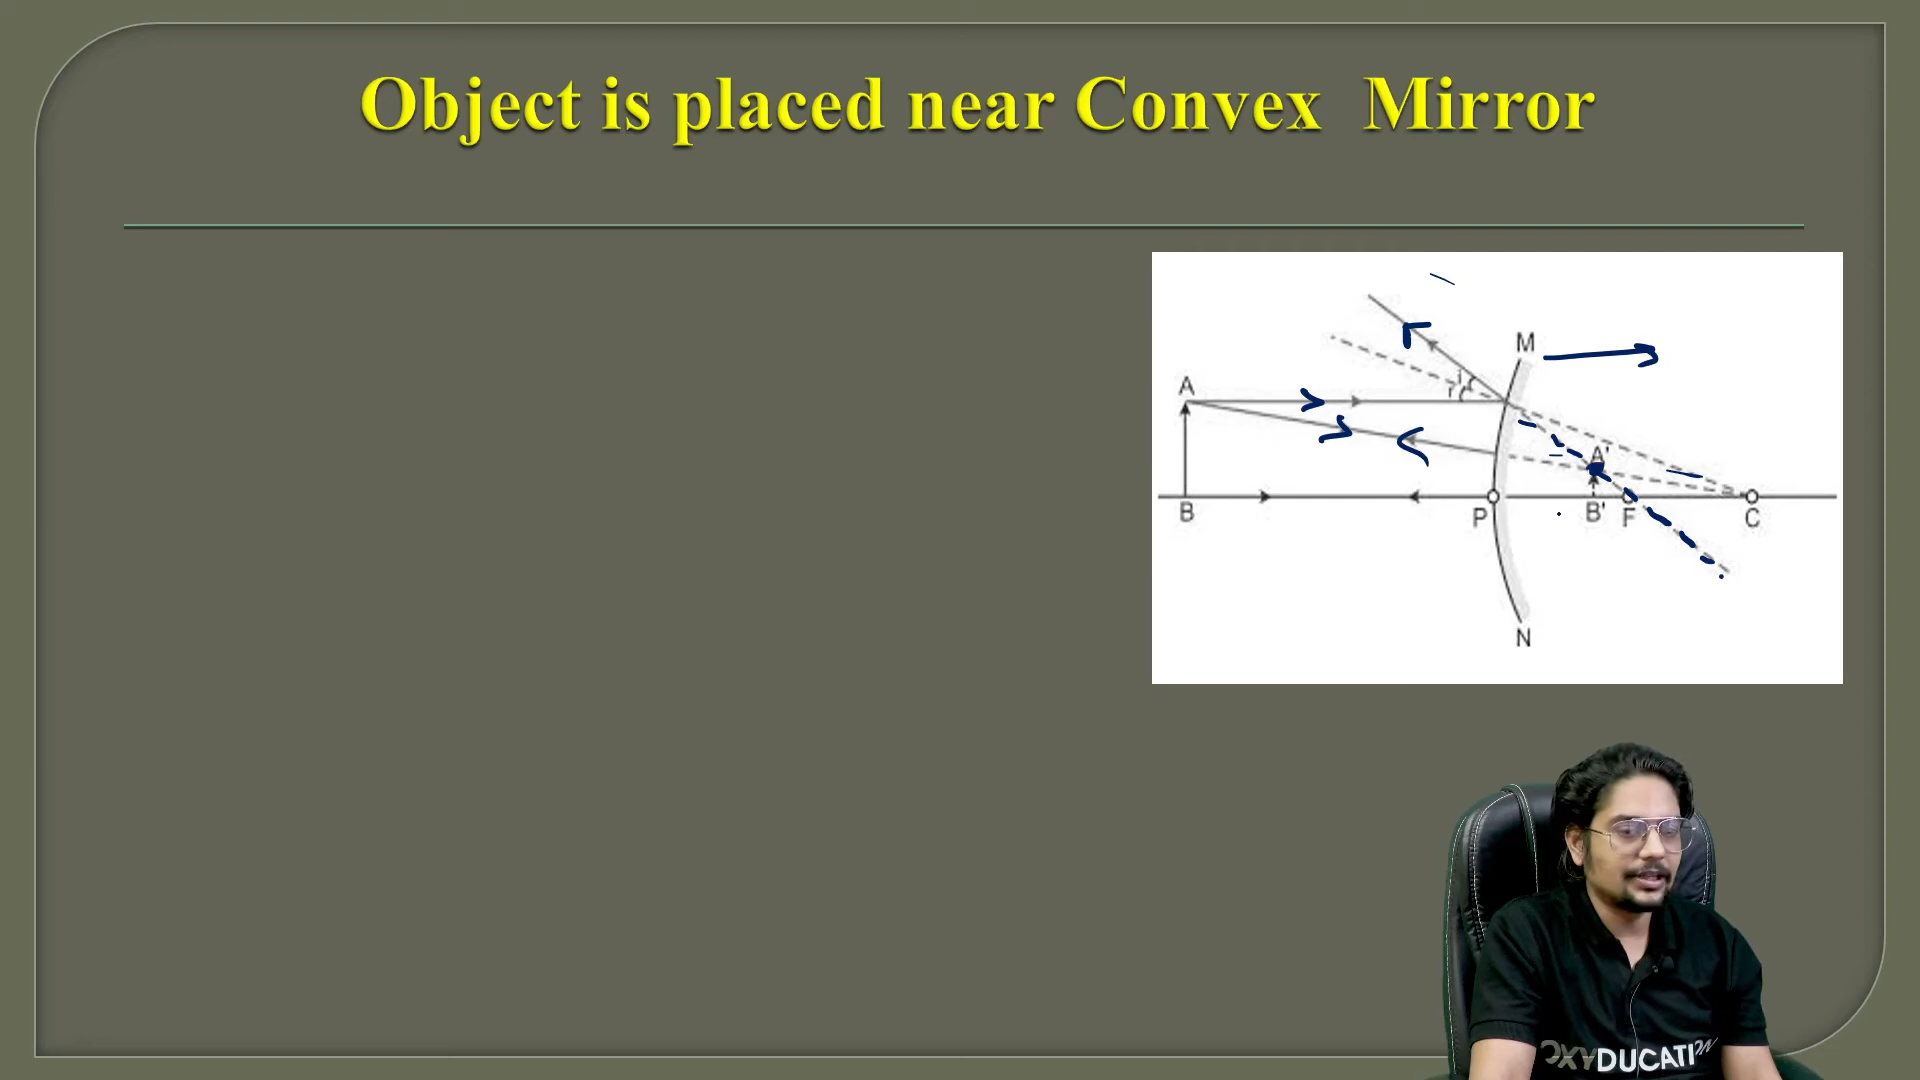 Object is placed near Convex Mirror
M
A
i
r
A'
B
P
B'
F
C
N
OXYDUCATION